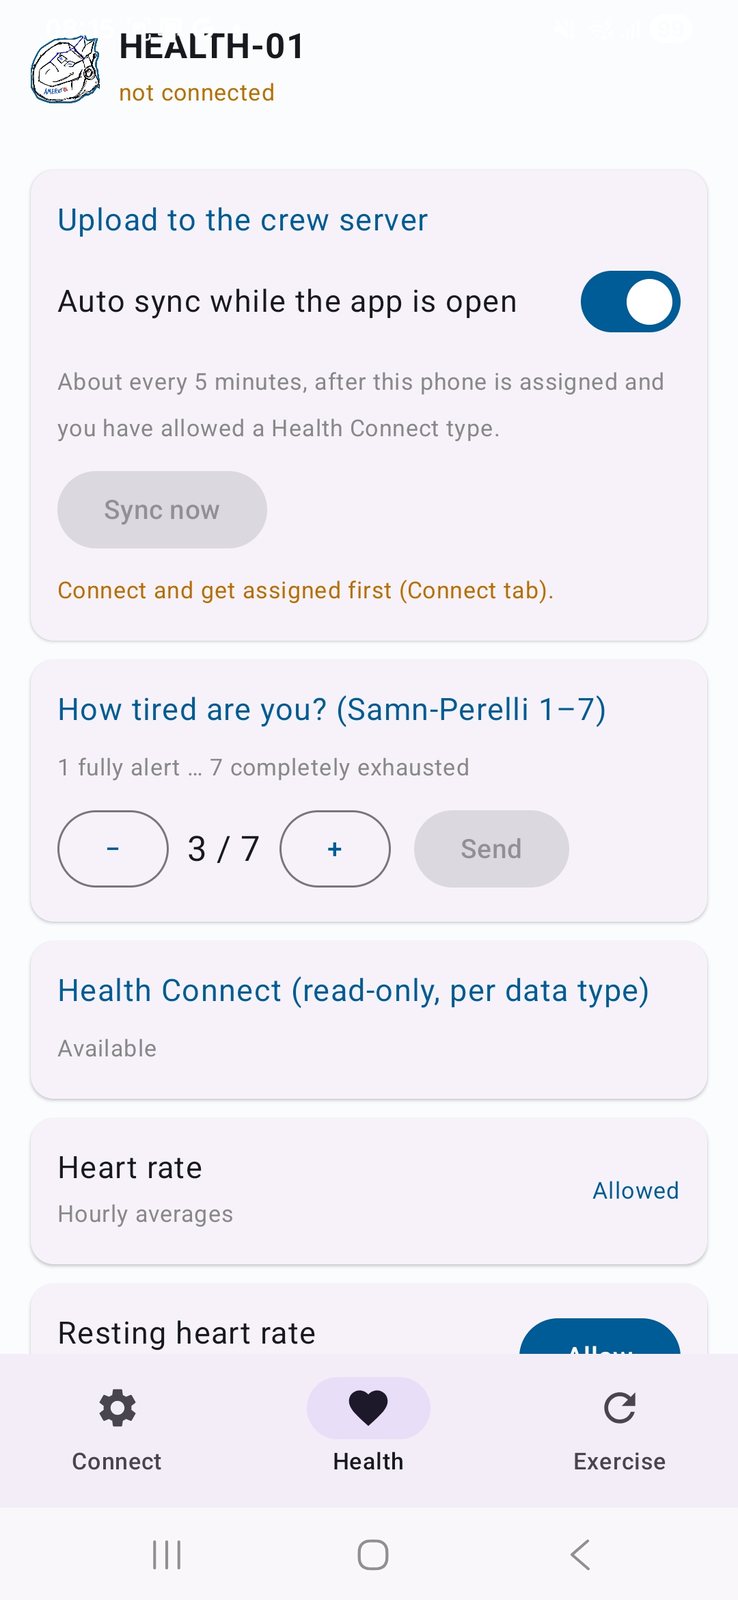 HEALTH-01
not connected
Upload to the crew server
Auto sync while the app is open
About every 5 minutes, after this phone is assigned and
you have allowed a Health Connect type.
Sync now
Connect and get assigned first (Connect tab).
How tired are you? (Samn-Perelli 1–7)
1 fully alert … 7 completely exhausted
−
3 / 7
+
Send
Health Connect (read-only, per data type)
Available
Heart rate
Hourly averages
Allowed
Resting heart rate
Allow
Connect
Health
Exercise